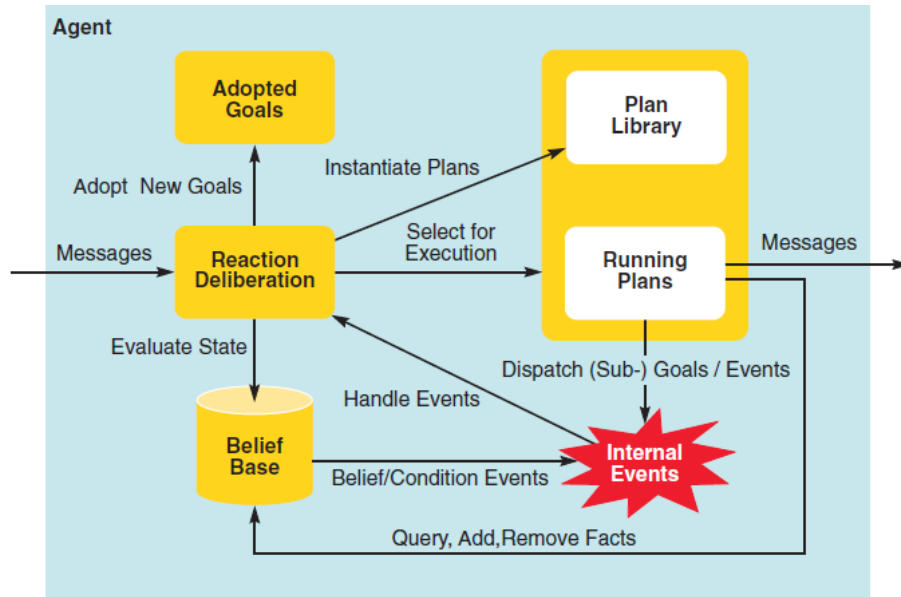 Agent
Adopted
Goals
Plan
Library
Instantiate Plans
Adopt New Goals
Select for
Execution
Messages
Messages
Reaction
Deliberation
Running
Plans
Evaluate State
Dispatch (Sub-) Goals / Events
Handle Events
Belief
Base
Internal
Events
Belief/Condition Events
Query, Add,Remove Facts